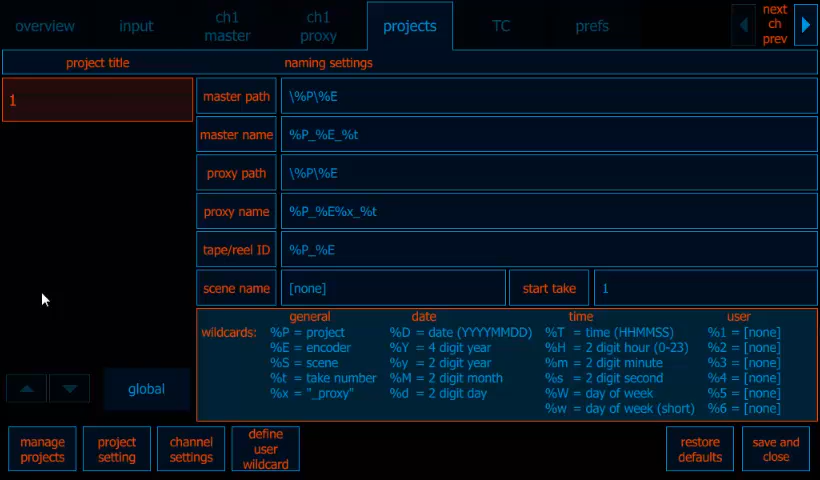 overview
input
ch1
master
ch1
proxy
projects
TC
prefs
next
ch
prev
project title
naming settings
1
master path
\%P\%E
master name
%P_%E_%t
proxy path
\%P\%E
proxy name
%P_%E%x_%t
tape/reel ID
%P_%E
scene name
[none]
start take
1
general
date
time
user
wildcards:
%P = project
%D = date (YYYYMMDD)
%T = time (HHMMSS)
%1 = [none]
%E = encoder
%Y = 4 digit year
%H = 2 digit hour (0-23)
%2 = [none]
%S = scene
%y = 2 digit year
%m = 2 digit minute
%3 = [none]
%t = take number
%M = 2 digit month
%s = 2 digit second
%4 = [none]
%x = "_proxy"
%d = 2 digit day
%W = day of week
%5 = [none]
%w = day of week (short)
%6 = [none]
global
manage
projects
project
setting
channel
settings
define
user
wildcard
restore
defaults
save and
close